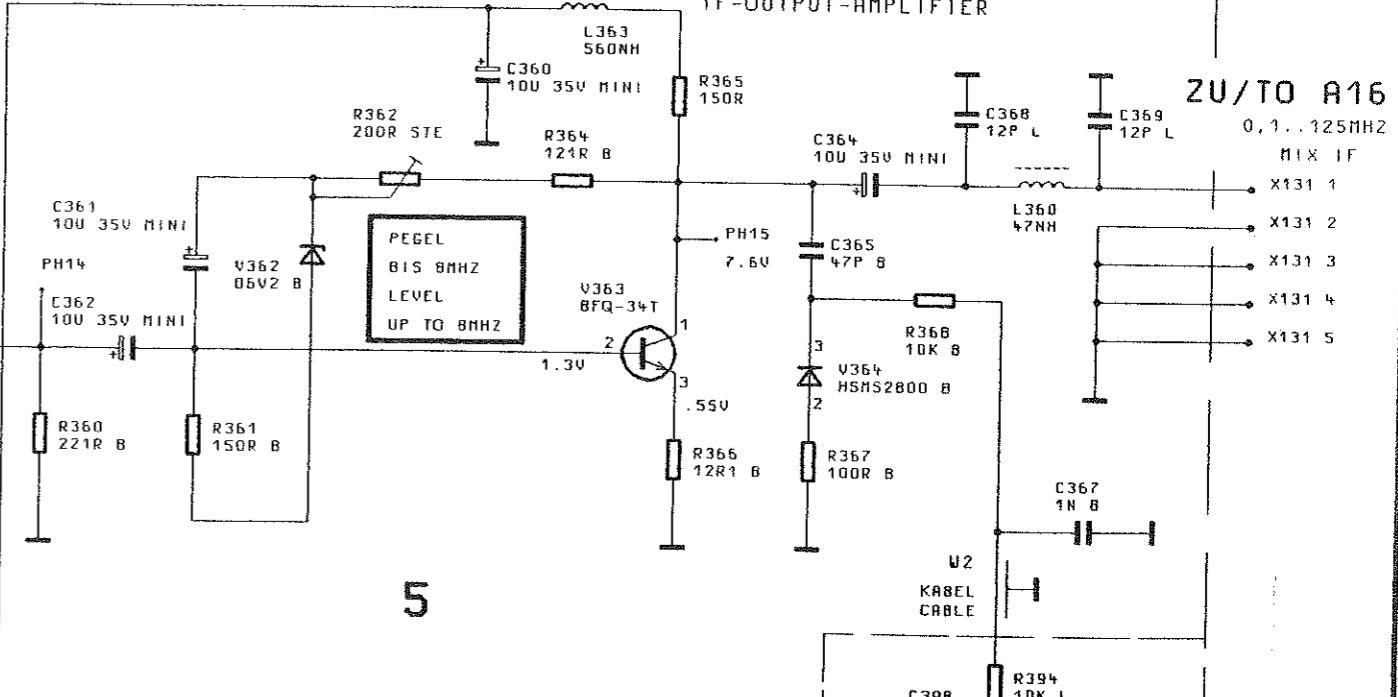 IF-OUTPUT-AMPLIFIER
L363
560NH
C360
10U 35V MINI
R365
150R
ZU/TO A16
0,1..125MHZ
MIX IF
R362
200R STE
R364
121R B
C364
10U 35V MINI
C368
12P L
C369
12P L
X131 1
L360
47NH
X131 2
X131 3
X131 4
X131 5
C361
10U 35V MINI
PH14
C362
10U 35V MINI
V362
06V2 B
PEGEL
BIS 8MHZ
LEVEL
UP TO 8MHZ
PH15
7.6V
C365
47P B
V363
BFQ-34T
1
2
3
1.3V
.55V
R368
10K B
3
V364
HSMS2800 B
2
R360
221R B
R361
150R B
R366
12R1 B
R367
100R B
C367
1N B
W2
KABEL
CABLE
5
R394
10K L